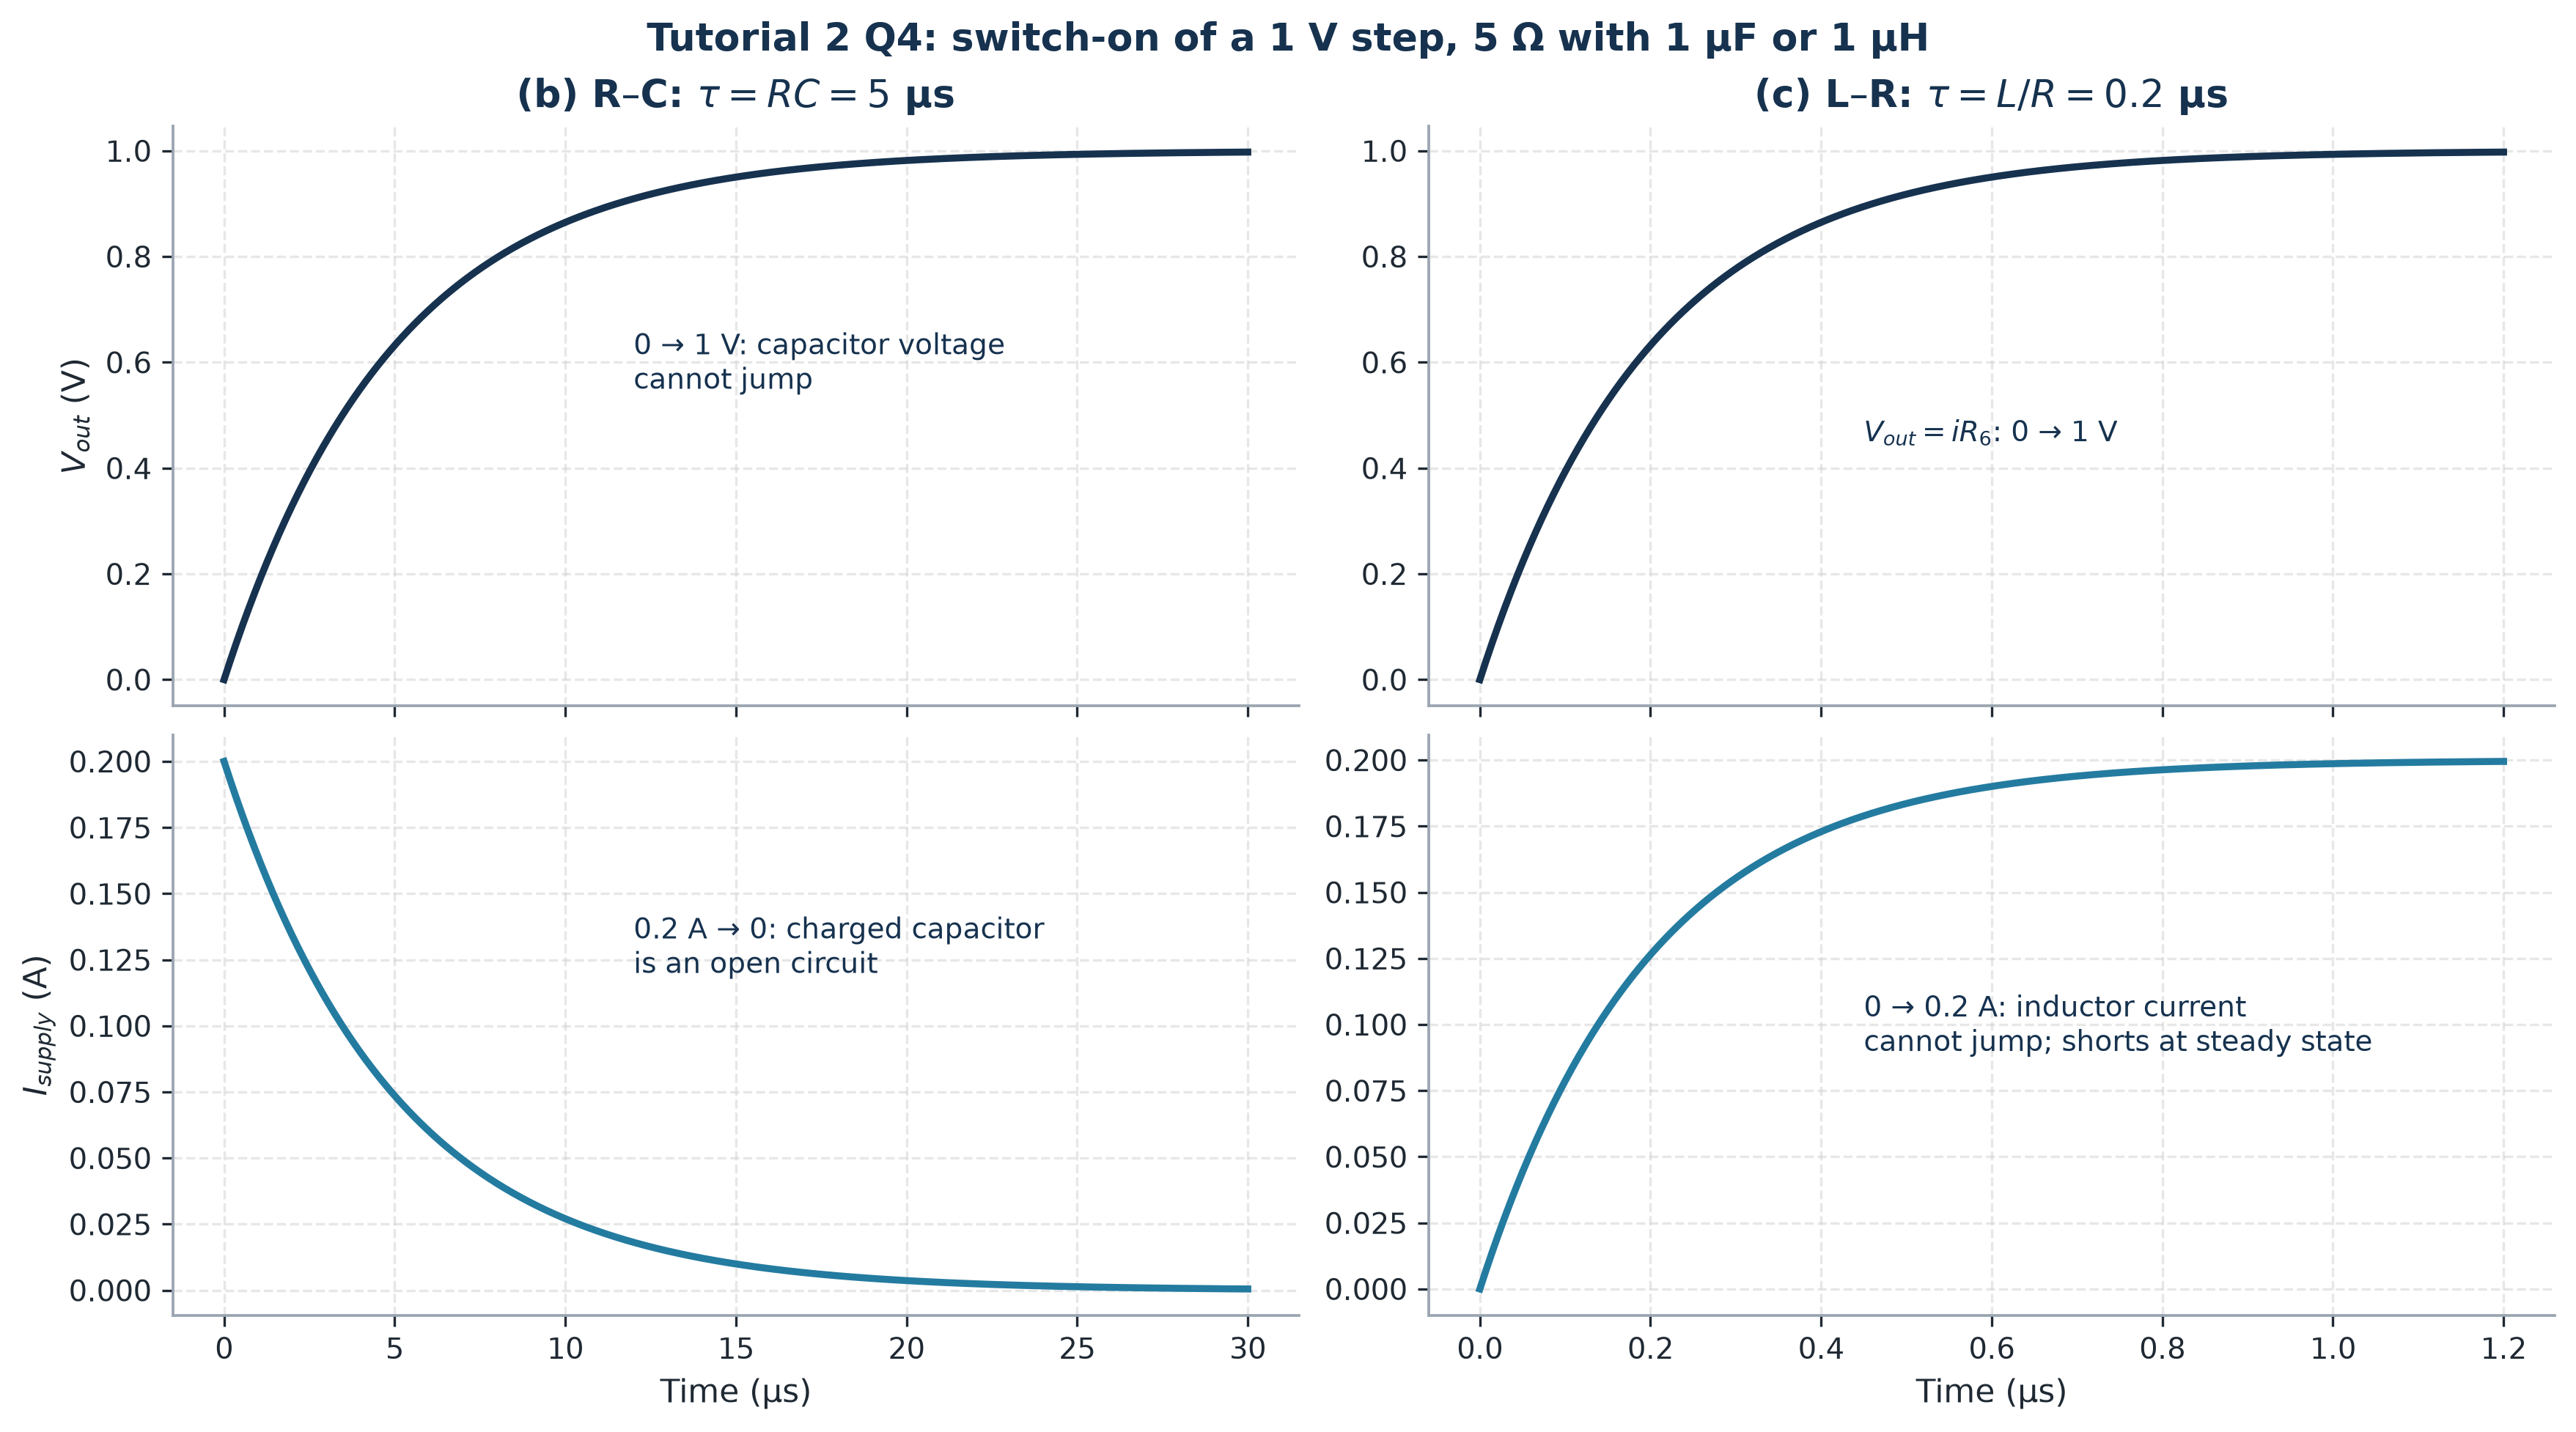 Tutorial 2 Q4: switch-on of a 1 V step, 5 Ω with 1 µF or 1 µH
(b) R–C: τ = RC = 5 µs
1.0
0.8
0.6
0.4
0.2
0.0
V_out (V)
0 → 1 V: capacitor voltage
cannot jump
(c) L–R: τ = L/R = 0.2 µs
1.0
0.8
0.6
0.4
0.2
0.0
V_out = iR_6: 0 → 1 V
0.200
0.175
0.150
0.125
0.100
0.075
0.050
0.025
0.000
I_supply (A)
0.2 A → 0: charged capacitor
is an open circuit
0 5 10 15 20 25 30
Time (µs)
0.200
0.175
0.150
0.125
0.100
0.075
0.050
0.025
0.000
0 → 0.2 A: inductor current
cannot jump; shorts at steady state
0.0 0.2 0.4 0.6 0.8 1.0 1.2
Time (µs)